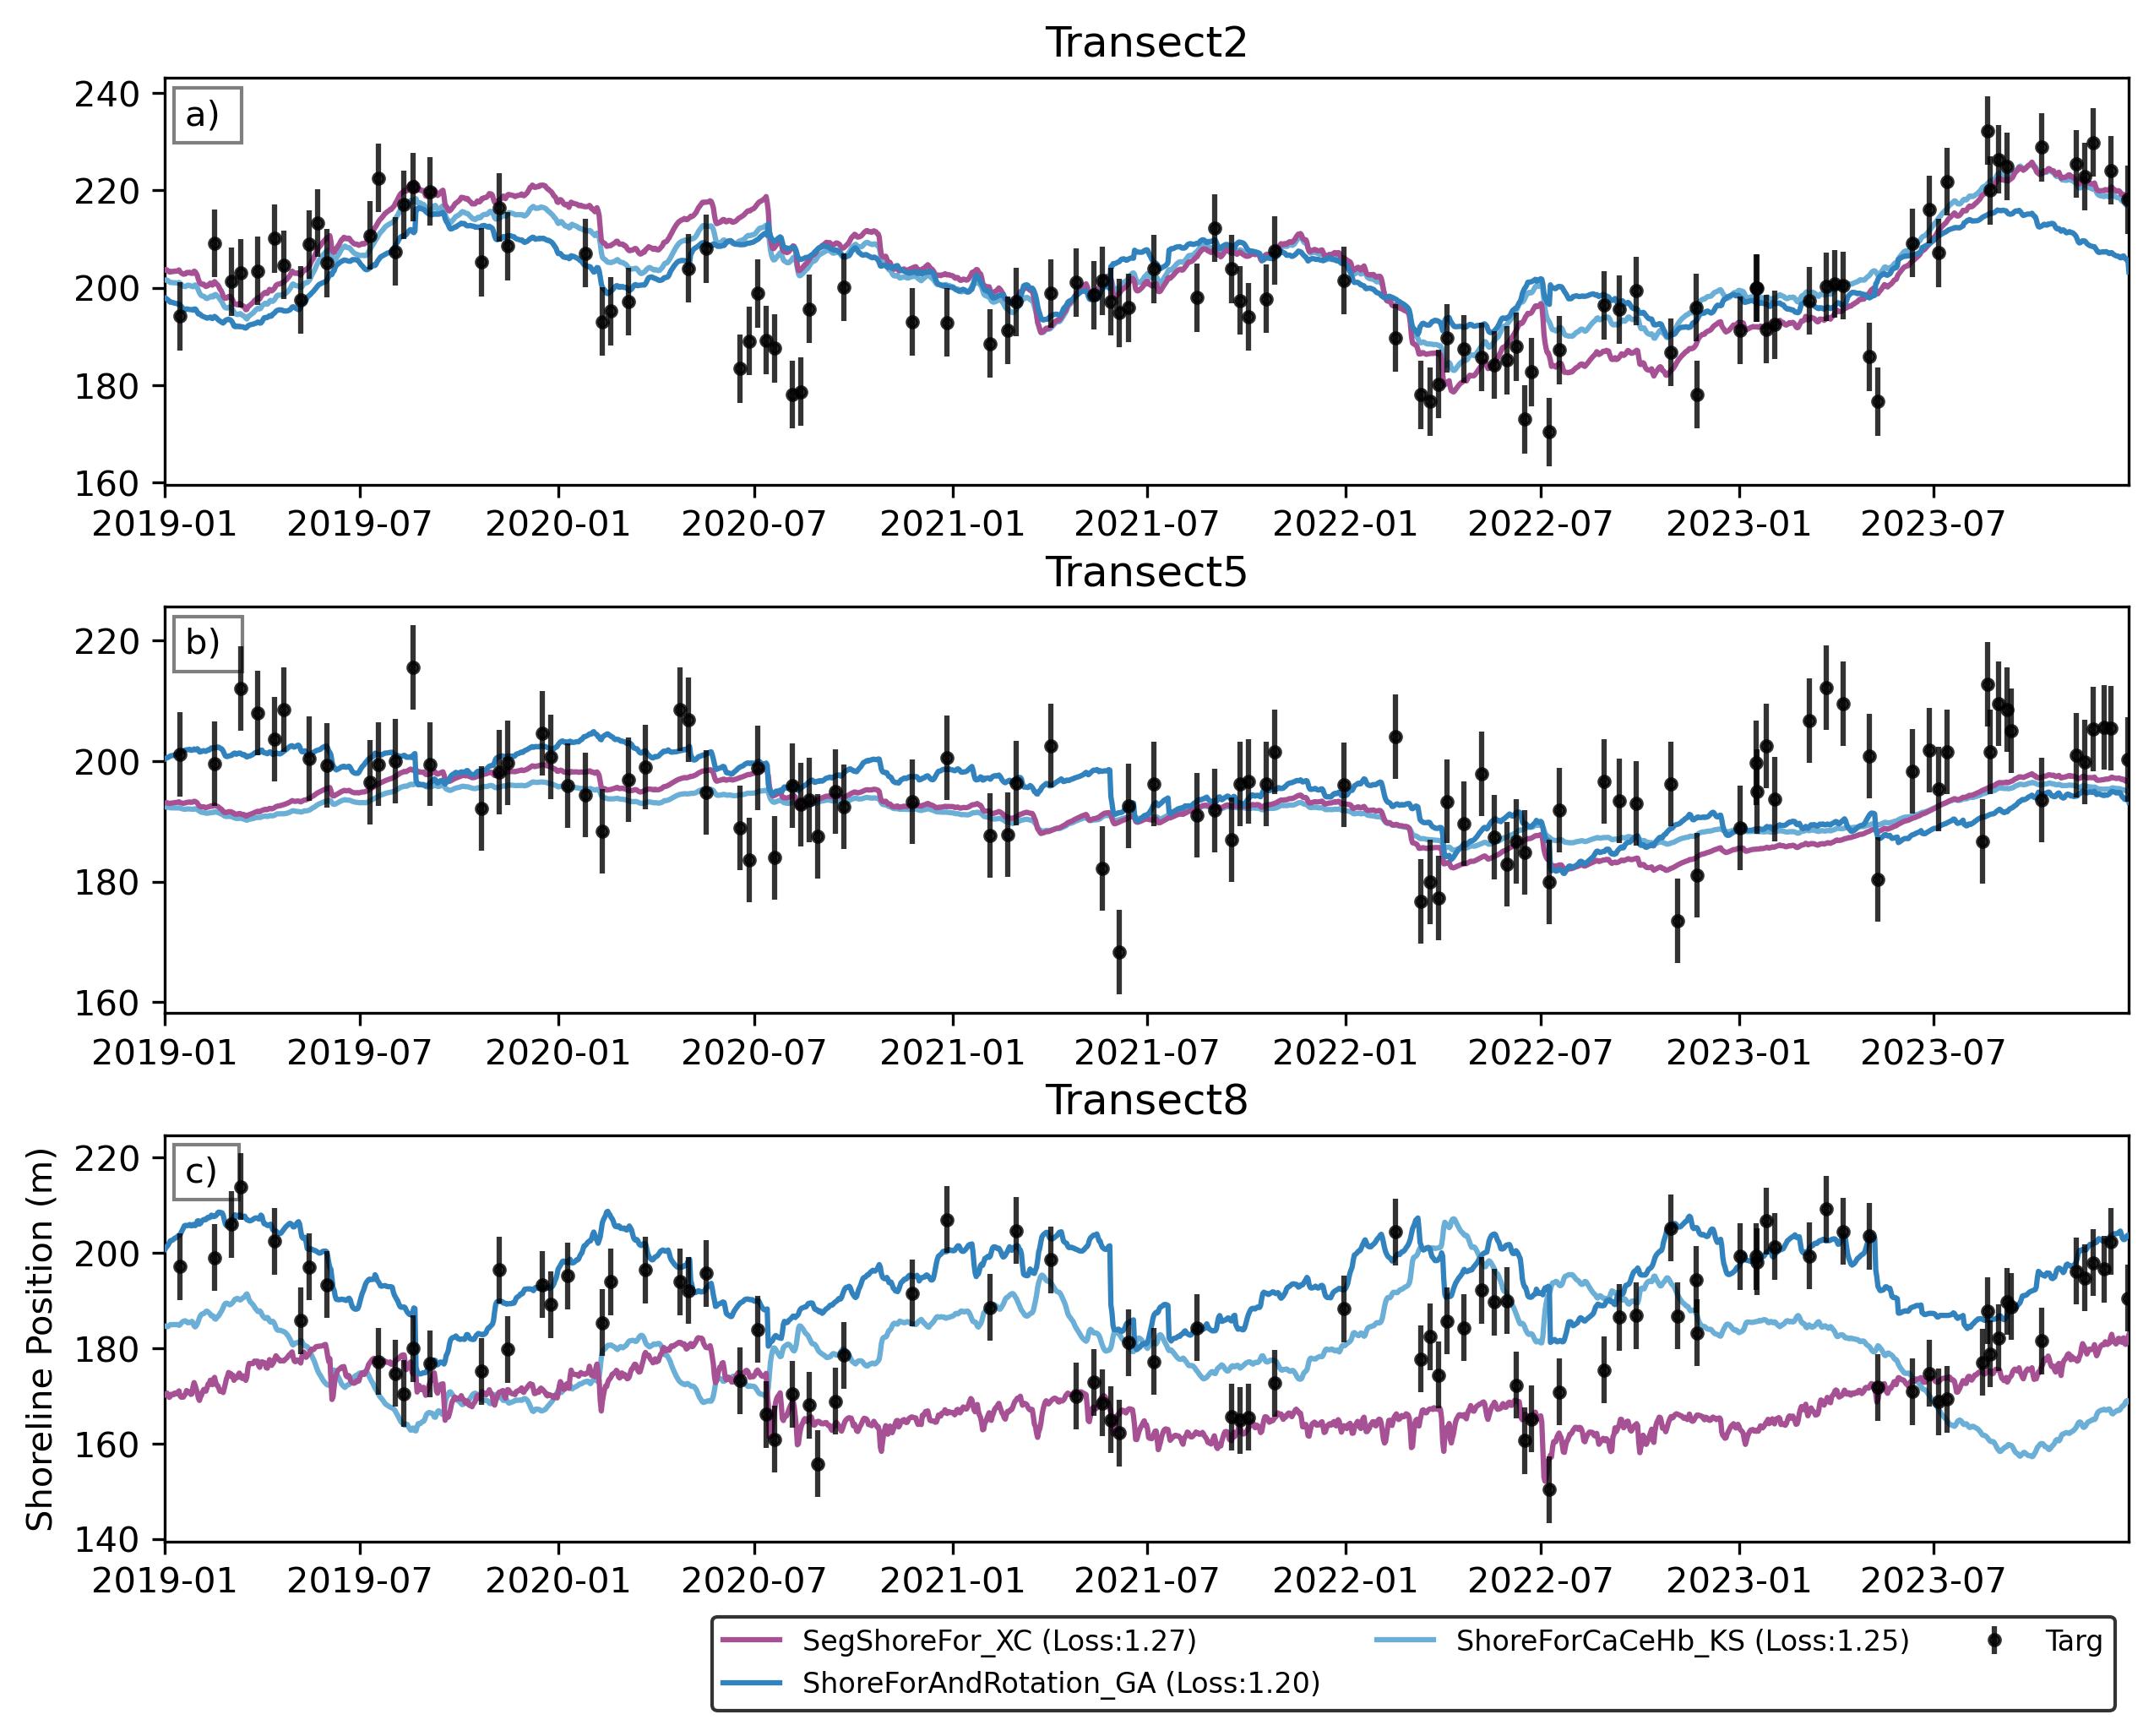 Transect2
a)
240
220
200
180
160
2019-01 2019-07 2020-01 2020-07 2021-01 2021-07 2022-01 2022-07 2023-01 2023-07
Transect5
b)
220
200
180
160
2019-01 2019-07 2020-01 2020-07 2021-01 2021-07 2022-01 2022-07 2023-01 2023-07
Transect8
c)
Shoreline Position (m)
220
200
180
160
140
2019-01 2019-07 2020-01 2020-07 2021-01 2021-07 2022-01 2022-07 2023-01 2023-07
SegShoreFor_XC (Loss:1.27) ShoreForCaCeHb_KS (Loss:1.25) Targ
ShoreForAndRotation_GA (Loss:1.20)